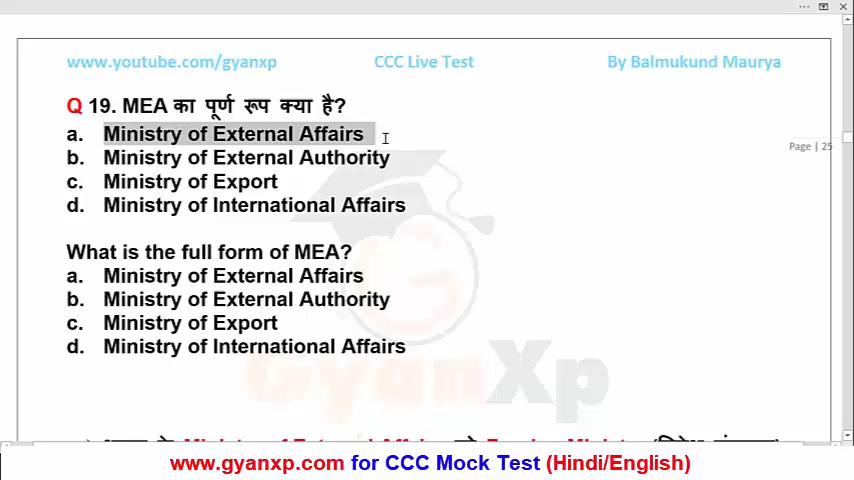 www.youtube.com/gyanxp CCC Live Test By Balmukund Maurya
Q 19. MEA का पूर्ण रूप क्या है?
a. Ministry of External Affairs
b. Ministry of External Authority
Page | 25
c. Ministry of Export
d. Ministry of International Affairs
What is the full form of MEA?
a. Ministry of External Affairs
b. Ministry of External Authority
c. Ministry of Export
d. Ministry of International Affairs
GyanXp
www.gyanxp.com for CCC Mock Test (Hindi/English)